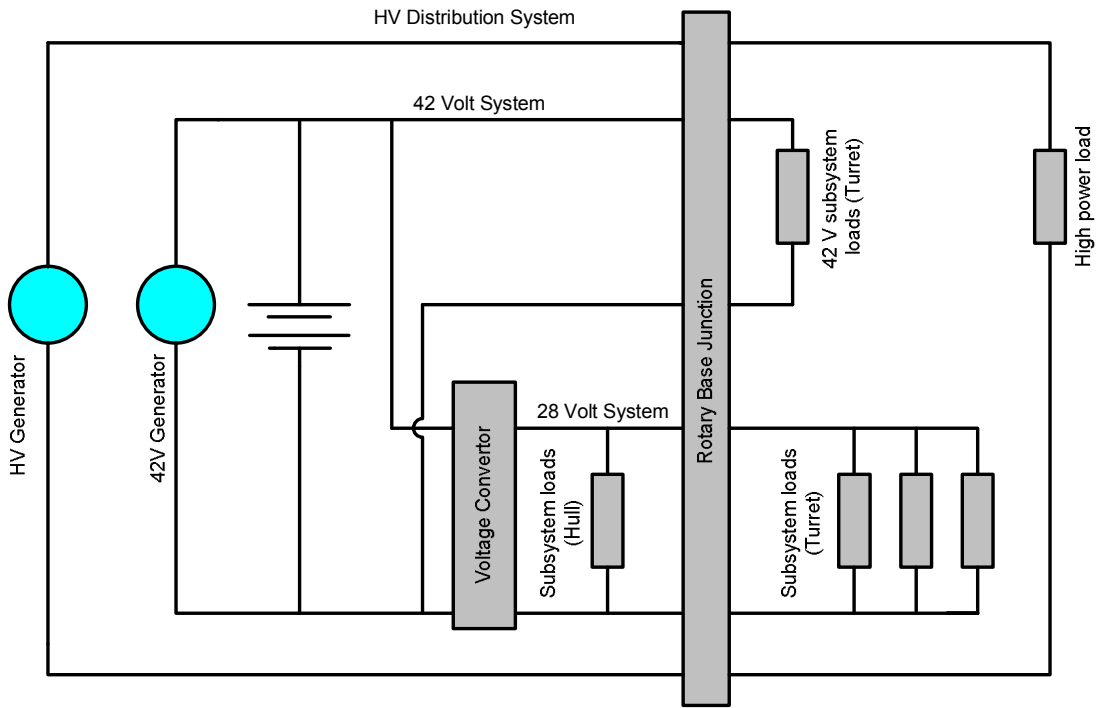 HV Distribution System
42 Volt System
42 V subsystem
loads (Turret)
High power load
HV Generator
42V Generator
Rotary Base Junction
28 Volt System
Voltage Convertor
Subsystem loads
(Hull)
Subsystem loads
(Turret)